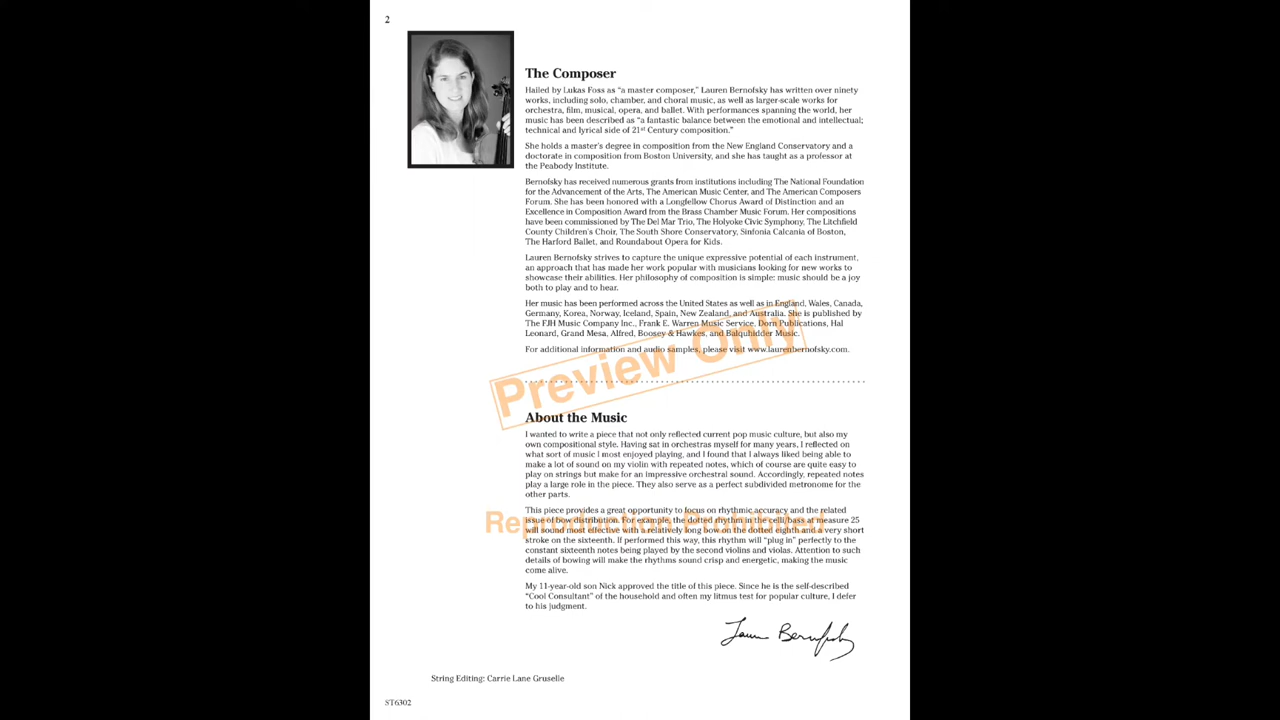 2
The Composer
Hailed by Lukas Foss as “a master composer,” Lauren Bernofsky has written over ninety
works, including solo, chamber, and choral music, as well as larger-scale works for
orchestra, film, musical, opera, and ballet. With performances spanning the world, her
music has been described as “a fantastic balance between the emotional and intellectual;
technical and lyrical side of 21st Century composition.”
She holds a master’s degree in composition from the New England Conservatory and a
doctorate in composition from Boston University, and she has taught as a professor at
the Peabody Institute.
Bernofsky has received numerous grants from institutions including The National Foundation
for the Advancement of the Arts, The American Music Center, and The American Composers
Forum. She has been honored with a Longfellow Chorus Award of Distinction and an
Excellence in Composition Award from the Brass Chamber Music Forum. Her compositions
have been commissioned by The Del Mar Trio, The Holyoke Civic Symphony, The Litchfield
County Children’s Choir, The South Shore Conservatory, Sinfonia Calcania of Boston,
The Harford Ballet, and Roundabout Opera for Kids.
Lauren Bernofsky strives to capture the unique expressive potential of each instrument,
an approach that has made her work popular with musicians looking for new works to
showcase their abilities. Her philosophy of composition is simple: music should be a joy
both to play and to hear.
Her music has been performed across the United States as well as in England, Wales, Canada,
Germany, Korea, Norway, Iceland, Spain, New Zealand, and Australia. She is published by
The FJH Music Company Inc., Frank E. Warren Music Service, Dorn Publications, Hal
Leonard, Grand Mesa, Alfred, Boosey & Hawkes, and Balquhidder Music.
For additional information and audio samples, please visit www.laurenbernofsky.com.
Preview Only
About the Music
I wanted to write a piece that not only reflected current pop music culture, but also my
own compositional style. Having sat in orchestras myself for many years, I reflected on
what sort of music I most enjoyed playing, and I found that I always liked being able to
make a lot of sound on my violin with repeated notes, which of course are quite easy to
play on strings but make for an impressive orchestral sound. Accordingly, repeated notes
play a large role in the piece. They also serve as a perfect subdivided metronome for the
other parts.
This piece provides a great opportunity to focus on rhythmic accuracy and the related
issue of bow distribution. For example, the dotted rhythm in the cell/bass at measure 25
will sound most effective with a relatively long bow on the dotted eighth and a very short
stroke on the sixteenth. If performed this way, this rhythm will “plug in” perfectly to the
constant sixteenth notes being played by the second violins and violas. Attention to such
details of bowing will make the rhythms sound crisp and energetic, making the music
come alive.
Reproduction Prohibited
My 11-year-old son Nick approved the title of this piece. Since he is the self-described
“Cool Consultant” of the household and often my litmus test for popular culture, I defer
to his judgment.
Lauren Bernofsky
String Editing: Carrie Lane Gruselle
ST6302